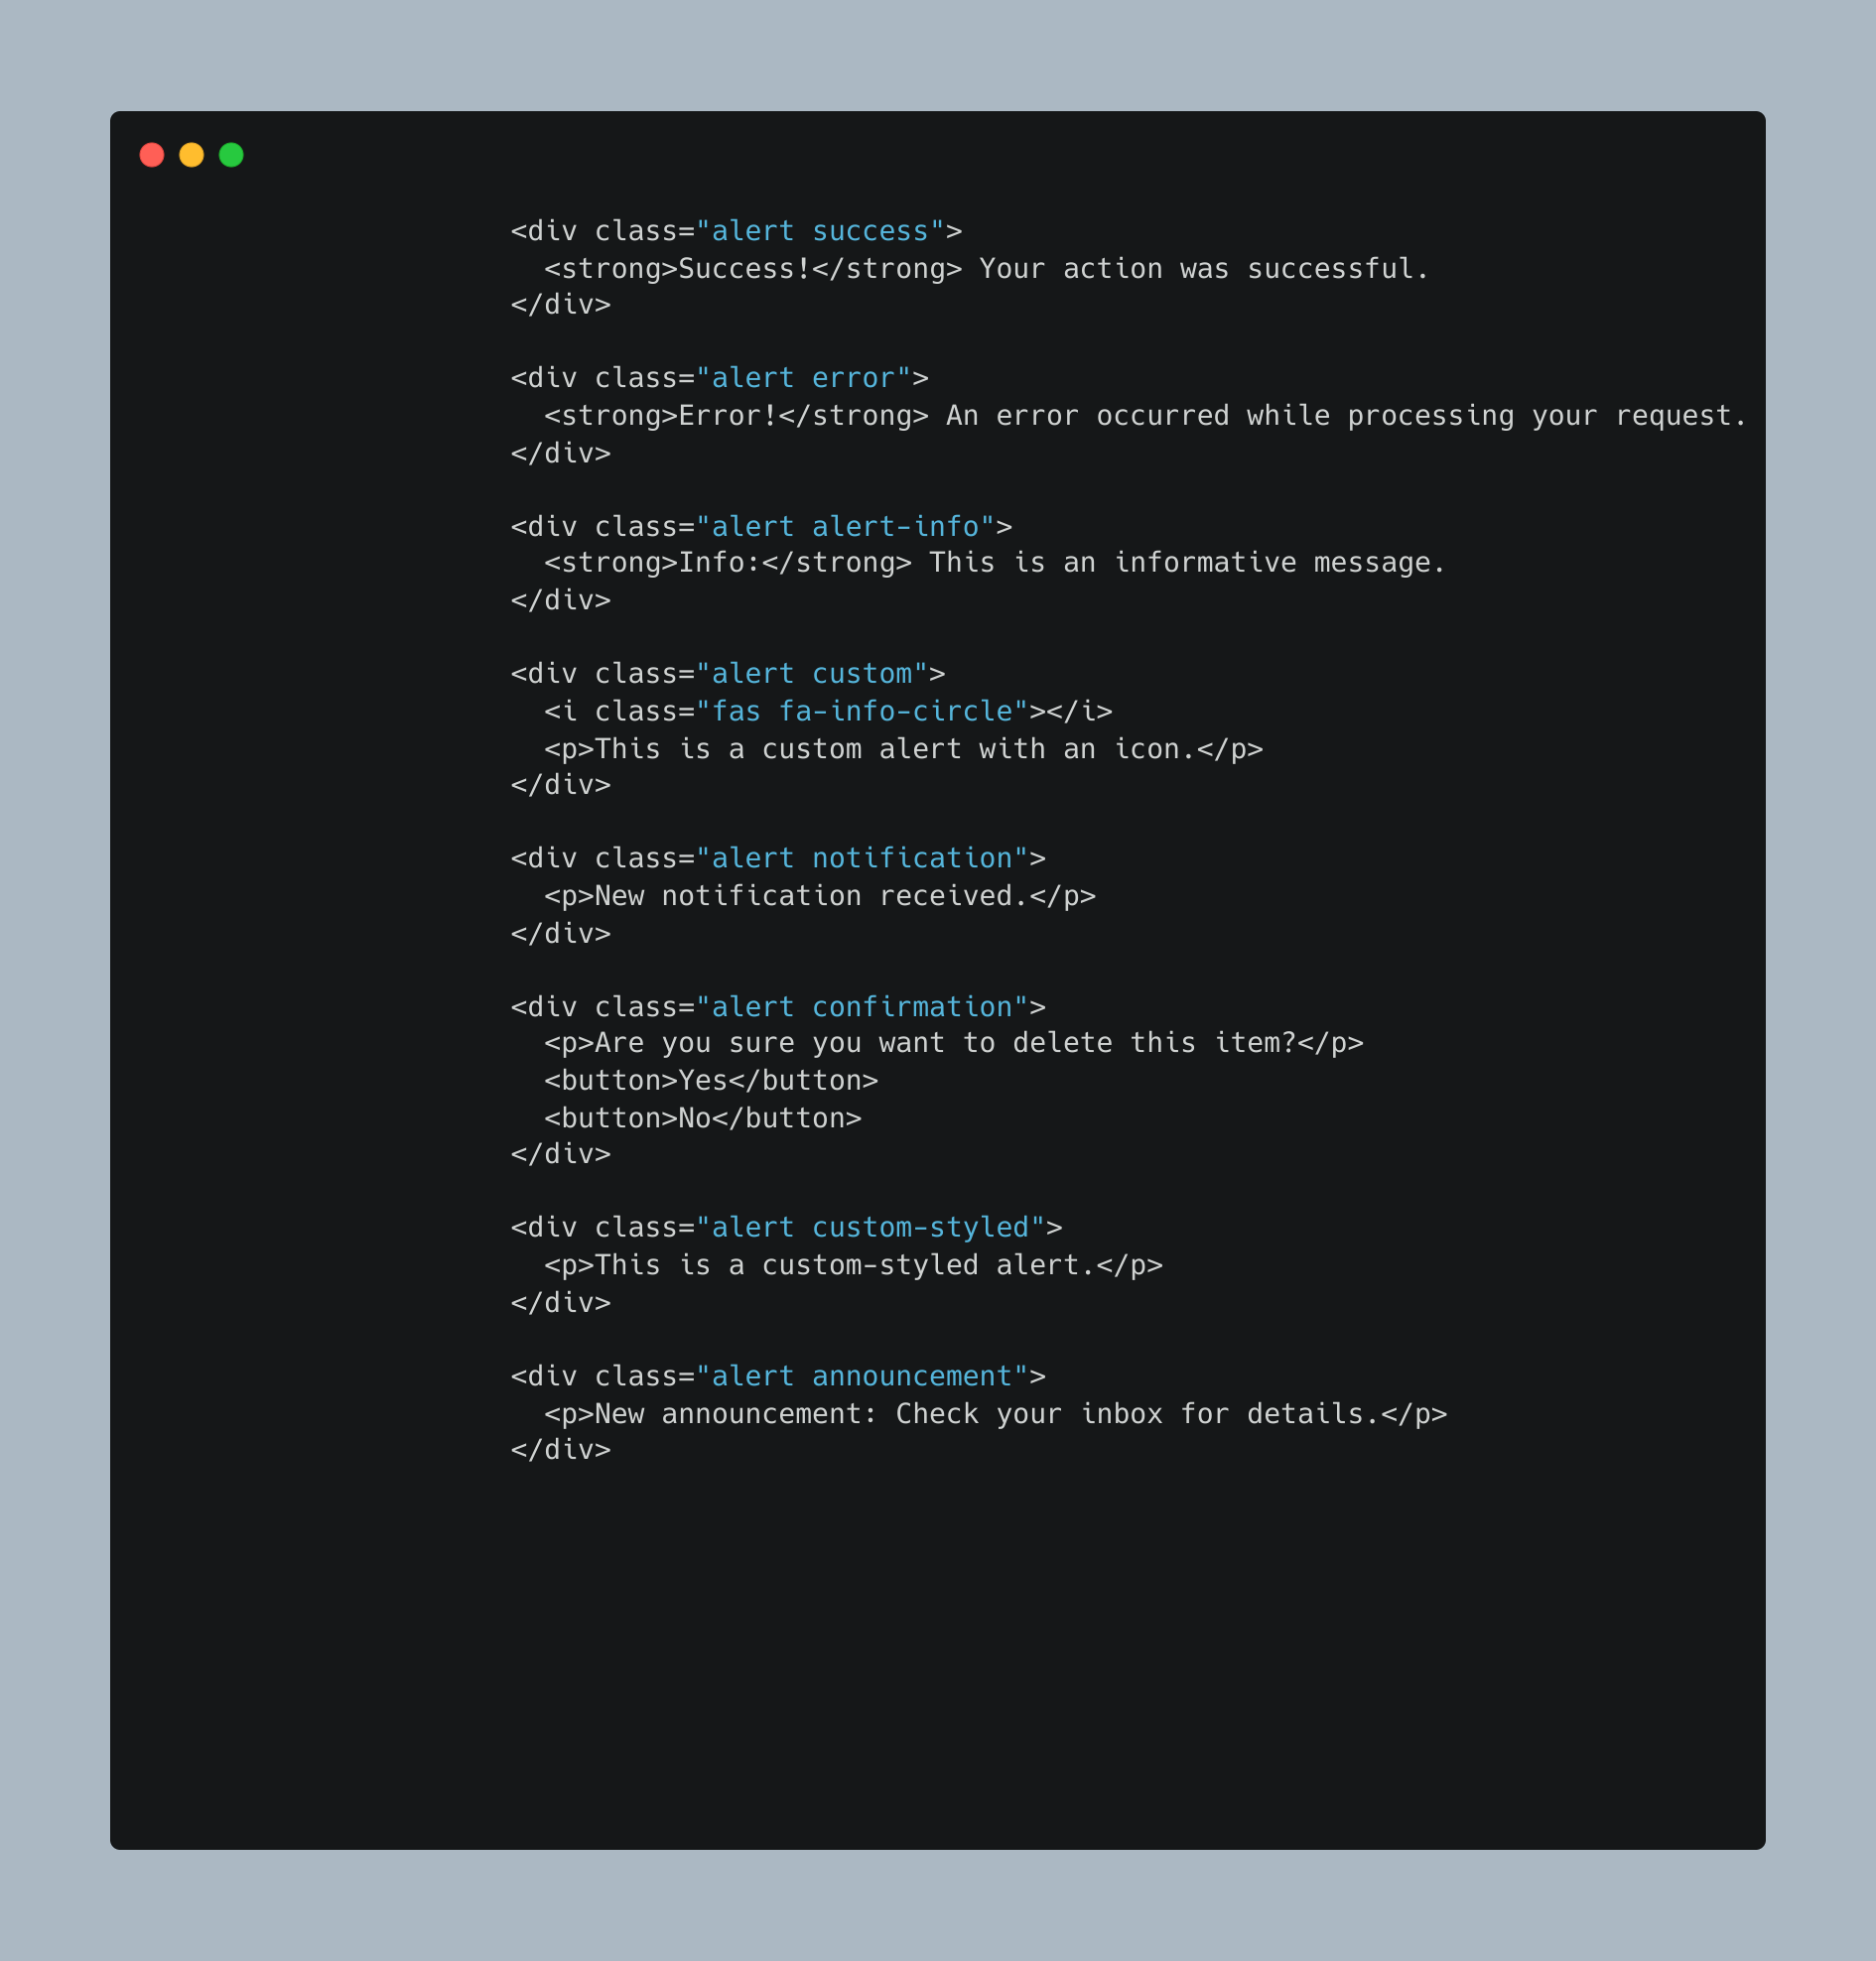 <div class="alert success">
  <strong>Success!</strong> Your action was successful.
</div>

<div class="alert error">
  <strong>Error!</strong> An error occurred while processing your request.
</div>

<div class="alert alert-info">
  <strong>Info:</strong> This is an informative message.
</div>

<div class="alert custom">
  <i class="fas fa-info-circle"></i>
  <p>This is a custom alert with an icon.</p>
</div>

<div class="alert notification">
  <p>New notification received.</p>
</div>

<div class="alert confirmation">
  <p>Are you sure you want to delete this item?</p>
  <button>Yes</button>
  <button>No</button>
</div>

<div class="alert custom-styled">
  <p>This is a custom-styled alert.</p>
</div>

<div class="alert announcement">
  <p>New announcement: Check your inbox for details.</p>
</div>